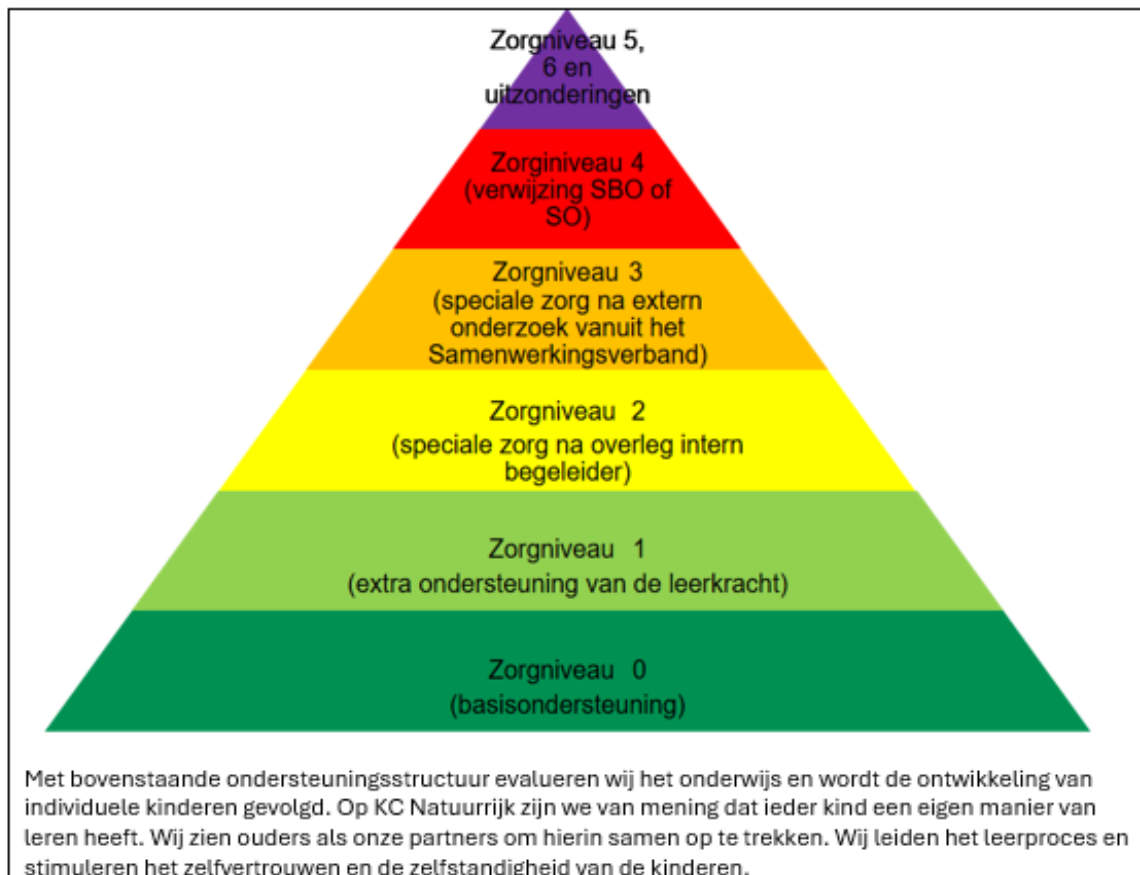 Zorgniveau 5,
6 en
uitzonderingen
Zorginiveau 4
(verwijzing SBO of
SO)
Zorgniveau 3
(speciale zorg na extern
onderzoek vanuit het
Samenwerkingsverband)
Zorgniveau 2
(speciale zorg na overleg intern
begeleider)
Zorgniveau 1
(extra ondersteuning van de leerkracht)
Zorgniveau 0
(basisondersteuning)
Met bovenstaande ondersteuningsstructuur evalueren wij het onderwijs en wordt de ontwikkeling van
individuele kinderen gevolgd. Op KC Natuurrijk zijn we van mening dat ieder kind een eigen manier van
leren heeft. Wij zien ouders als onze partners om hierin samen op te trekken. Wij leiden het leerproces en
stimuleren het zelfvertrouwen en de zelfstandigheid van de kinderen.